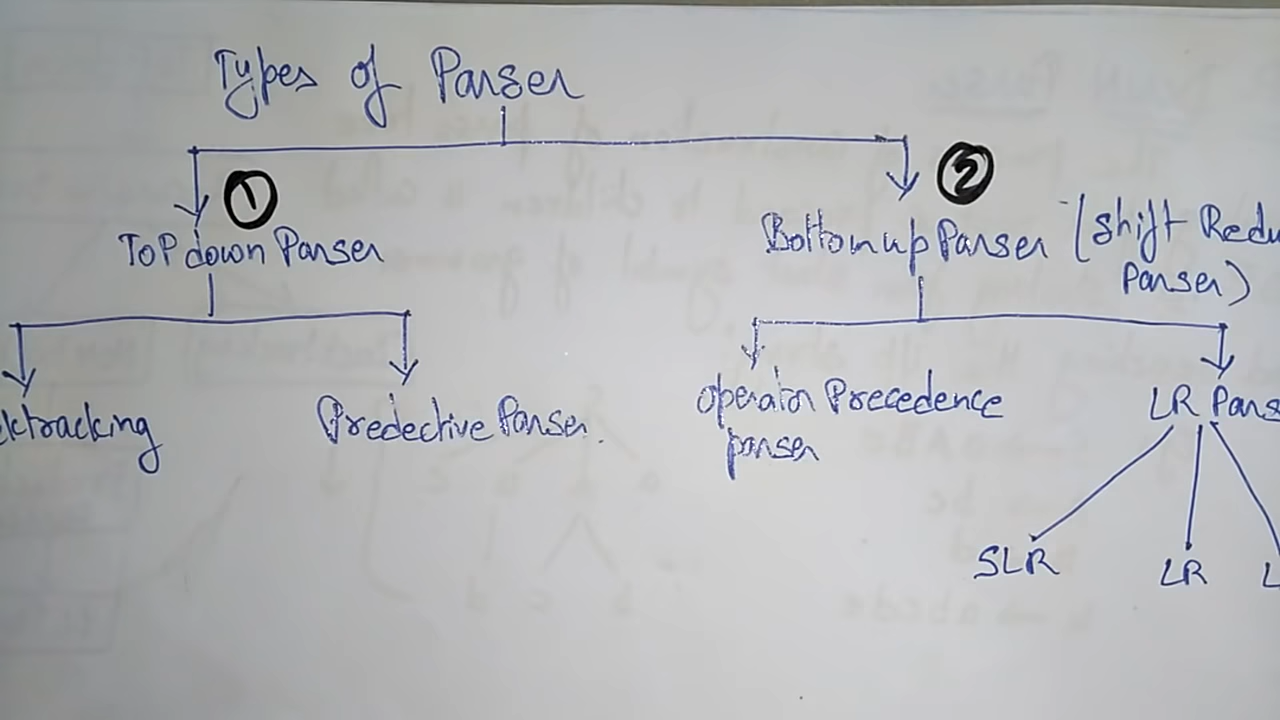 Types of Parser
① ②
Top down Parser
Bottom up Parser (Shift Redu
Parser)
cktracking
Predective Parser.
operator Precedence
parser
LR Pars
SLR LR L